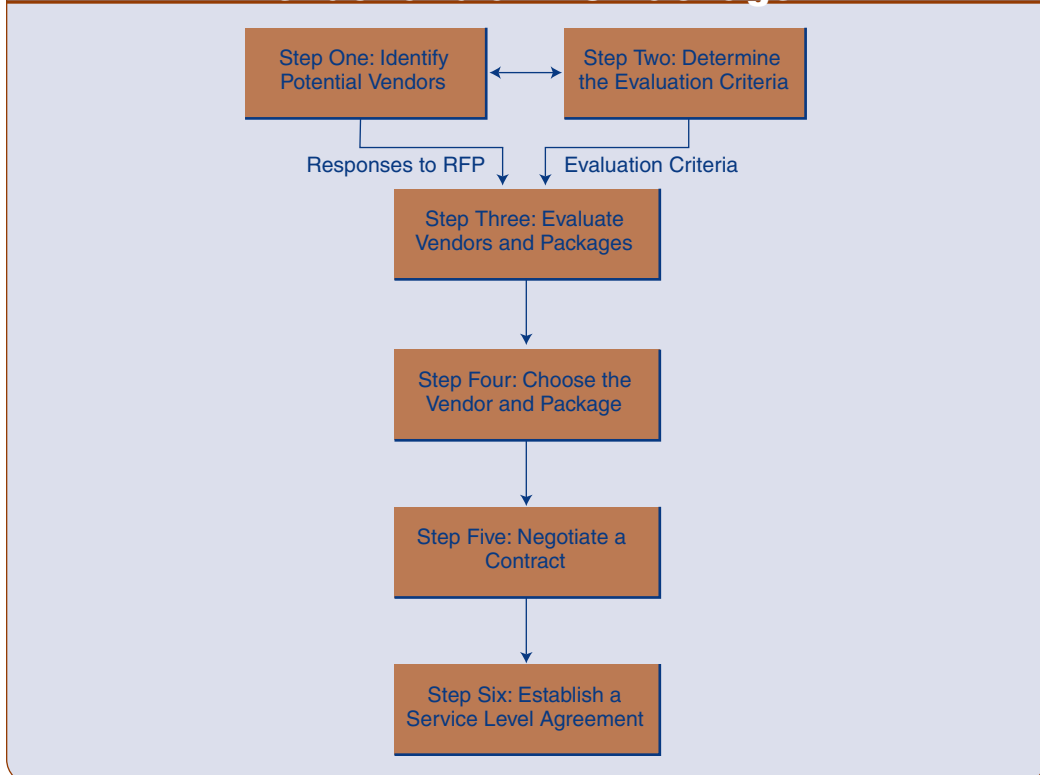 Step One: Identify
Potential Vendors
Step Two: Determine
the Evaluation Criteria
Responses to RFP
Evaluation Criteria
Step Three: Evaluate
Vendors and Packages
Step Four: Choose the
Vendor and Package
Step Five: Negotiate a
Contract
Step Six: Establish a
Service Level Agreement